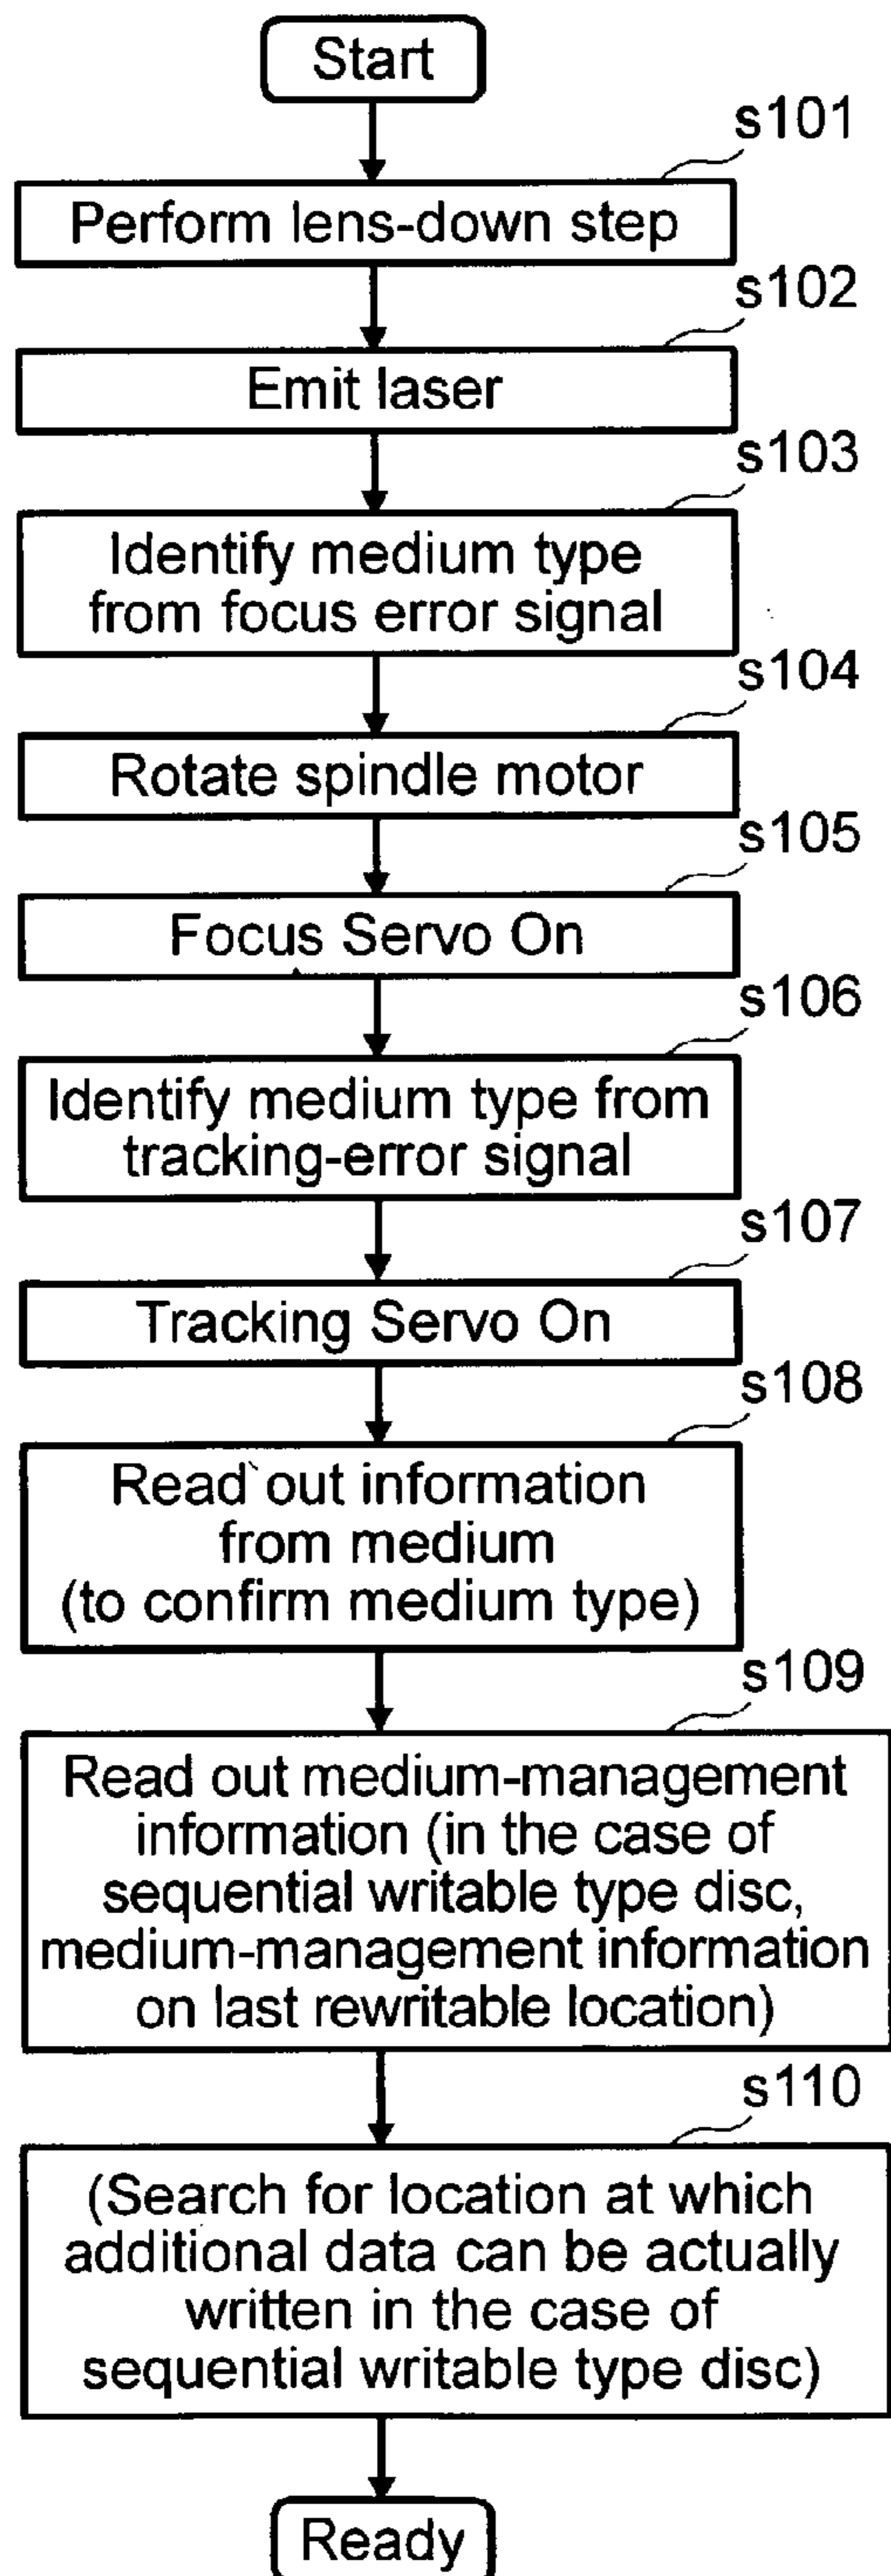 Start
s101
Perform lens-down step
s102
Emit laser
s103
Identify medium type
from focus error signal
s104
Rotate spindle motor
s105
Focus Servo On
s106
Identify medium type from
tracking-error signal
s107
Tracking Servo On
s108
Read out information
from medium
(to confirm medium type)
s109
Read out medium-management
information (in the case of
sequential writable type disc,
medium-management information
on last rewritable location)
s110
(Search for location at which
additional data can be actually
written in the case of
sequential writable type disc)
Ready